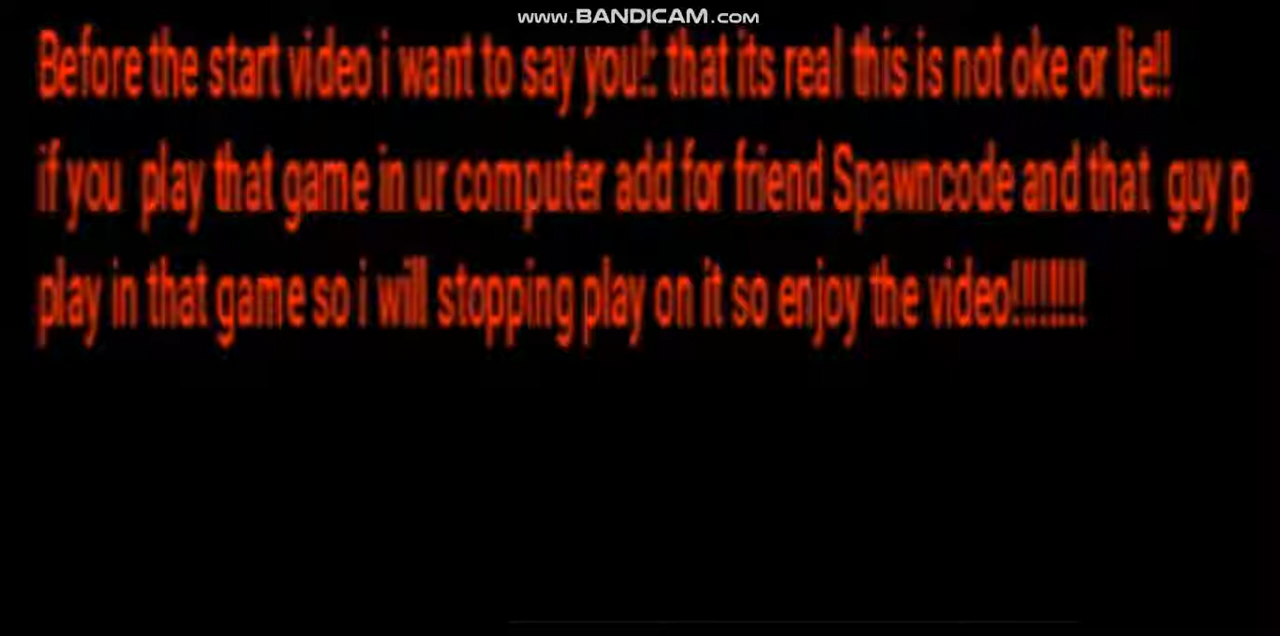 www.BANDICAM.com
Before the start video i want to say you!: that its real this is not oke or lie!!
if you play that game in ur computer add for friend Spawncode and that guy p
play in that game so i will stopping play on it so enjoy the video!!!!!!!!